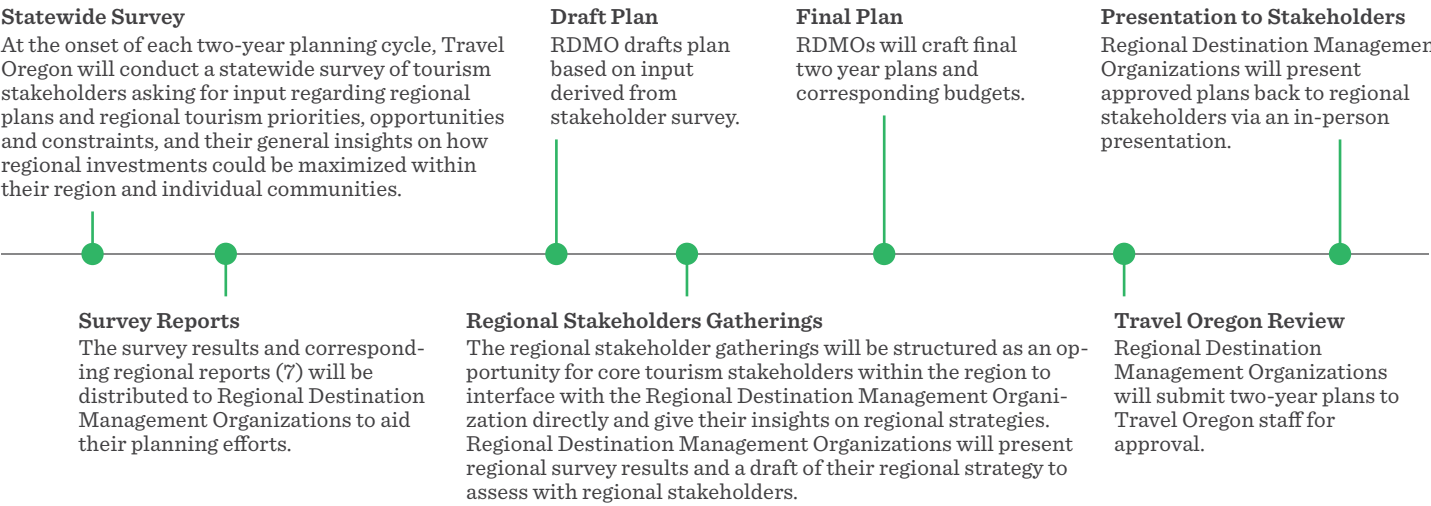 Statewide Survey
At the onset of each two-year planning cycle, Travel
Oregon will conduct a statewide survey of tourism
stakeholders asking for input regarding regional
plans and regional tourism priorities, opportunities
and constraints, and their general insights on how
regional investments could be maximized within
their region and individual communities.
Draft Plan
RDMO drafts plan
based on input
derived from
stakeholder survey.
Final Plan
RDMOs will craft final
two year plans and
corresponding budgets.
Presentation to Stakeholders
Regional Destination Managemen
Organizations will present
approved plans back to regional
stakeholders via an in-person
presentation.
Survey Reports
The survey results and correspond-
ing regional reports (7) will be
distributed to Regional Destination
Management Organizations to aid
their planning efforts.
Regional Stakeholders Gatherings
The regional stakeholder gatherings will be structured as an op-
portunity for core tourism stakeholders within the region to
interface with the Regional Destination Management Organi-
zation directly and give their insights on regional strategies.
Regional Destination Management Organizations will present
regional survey results and a draft of their regional strategy to
assess with regional stakeholders.
Travel Oregon Review
Regional Destination
Management Organizations
will submit two-year plans to
Travel Oregon staff for
approval.